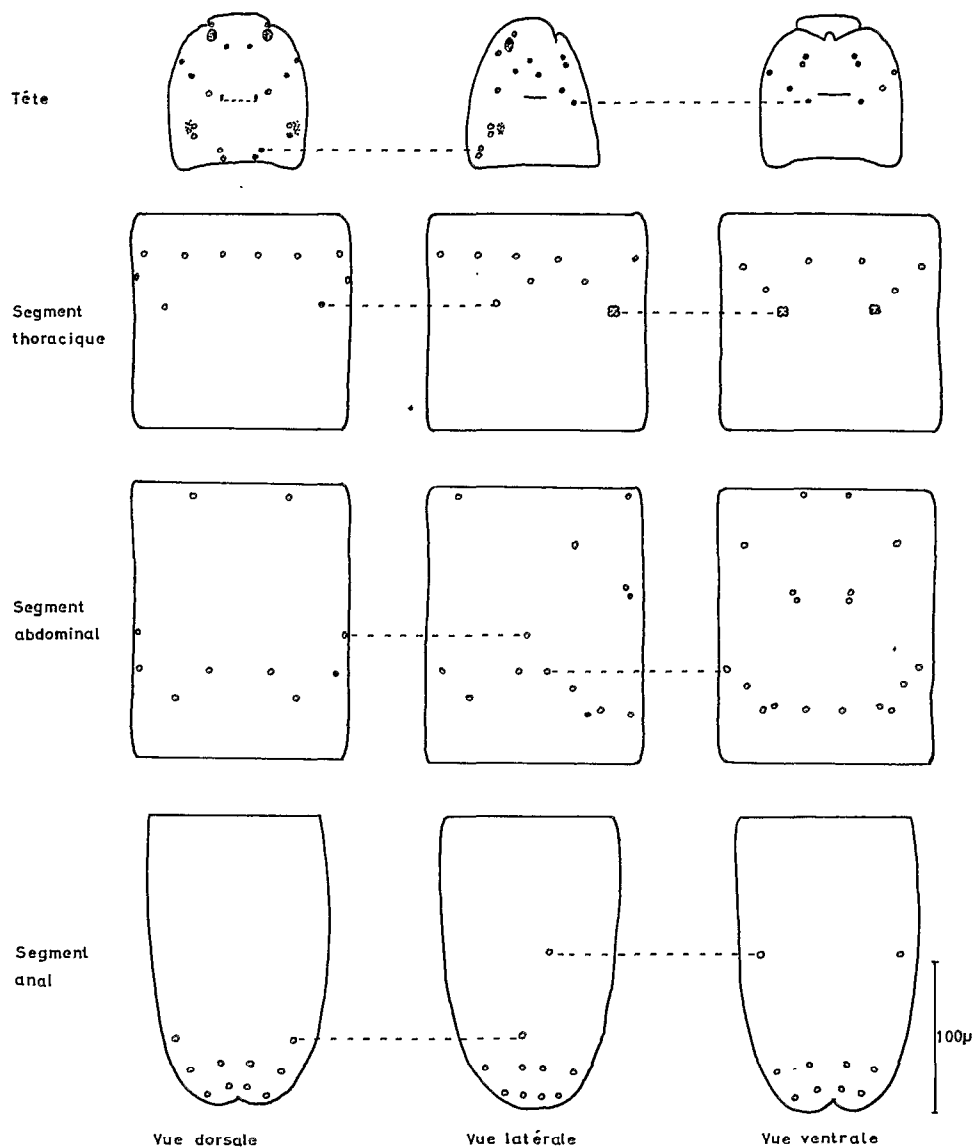 Tête
Segment
thoracique
Segment
abdominal
Segment
anal
100µ
Vue dorsale
Vue latérale
Vue ventrale